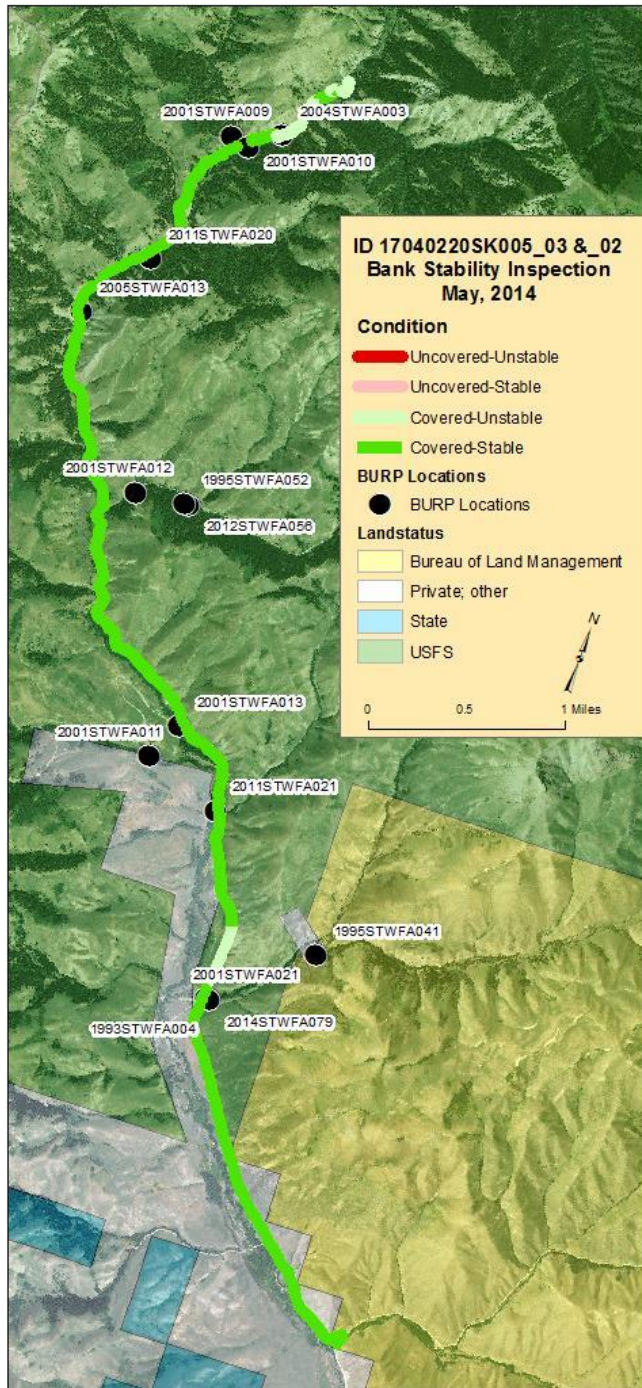 2001STWFA009
2004STWFA003
2001STWFA010
2011STWFA020
2005STWFA013
ID 17040220SK005_03 &_02
Bank Stability Inspection
May, 2014
Condition
Uncovered-Unstable
Uncovered-Stable
Covered-Unstable
Covered-Stable
BURP Locations
BURP Locations
Landstatus
Bureau of Land Management
Private; other
State
USFS
N
0 0.5 1 Miles
2001STWFA012
1995STWFA052
2012STWFA056
2001STWFA013
2001STWFA011
2011STWFA021
1995STWFA041
2001STWFA021
2014STWFA079
1993STWFA004